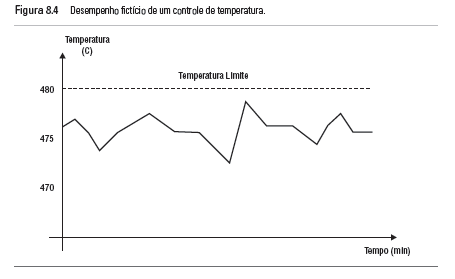 Figura 8.4 Desempenho fictício de um controle de temperatura.
Temperatura
(C)
Temperatura Limite
480
475
470
Tempo (min)